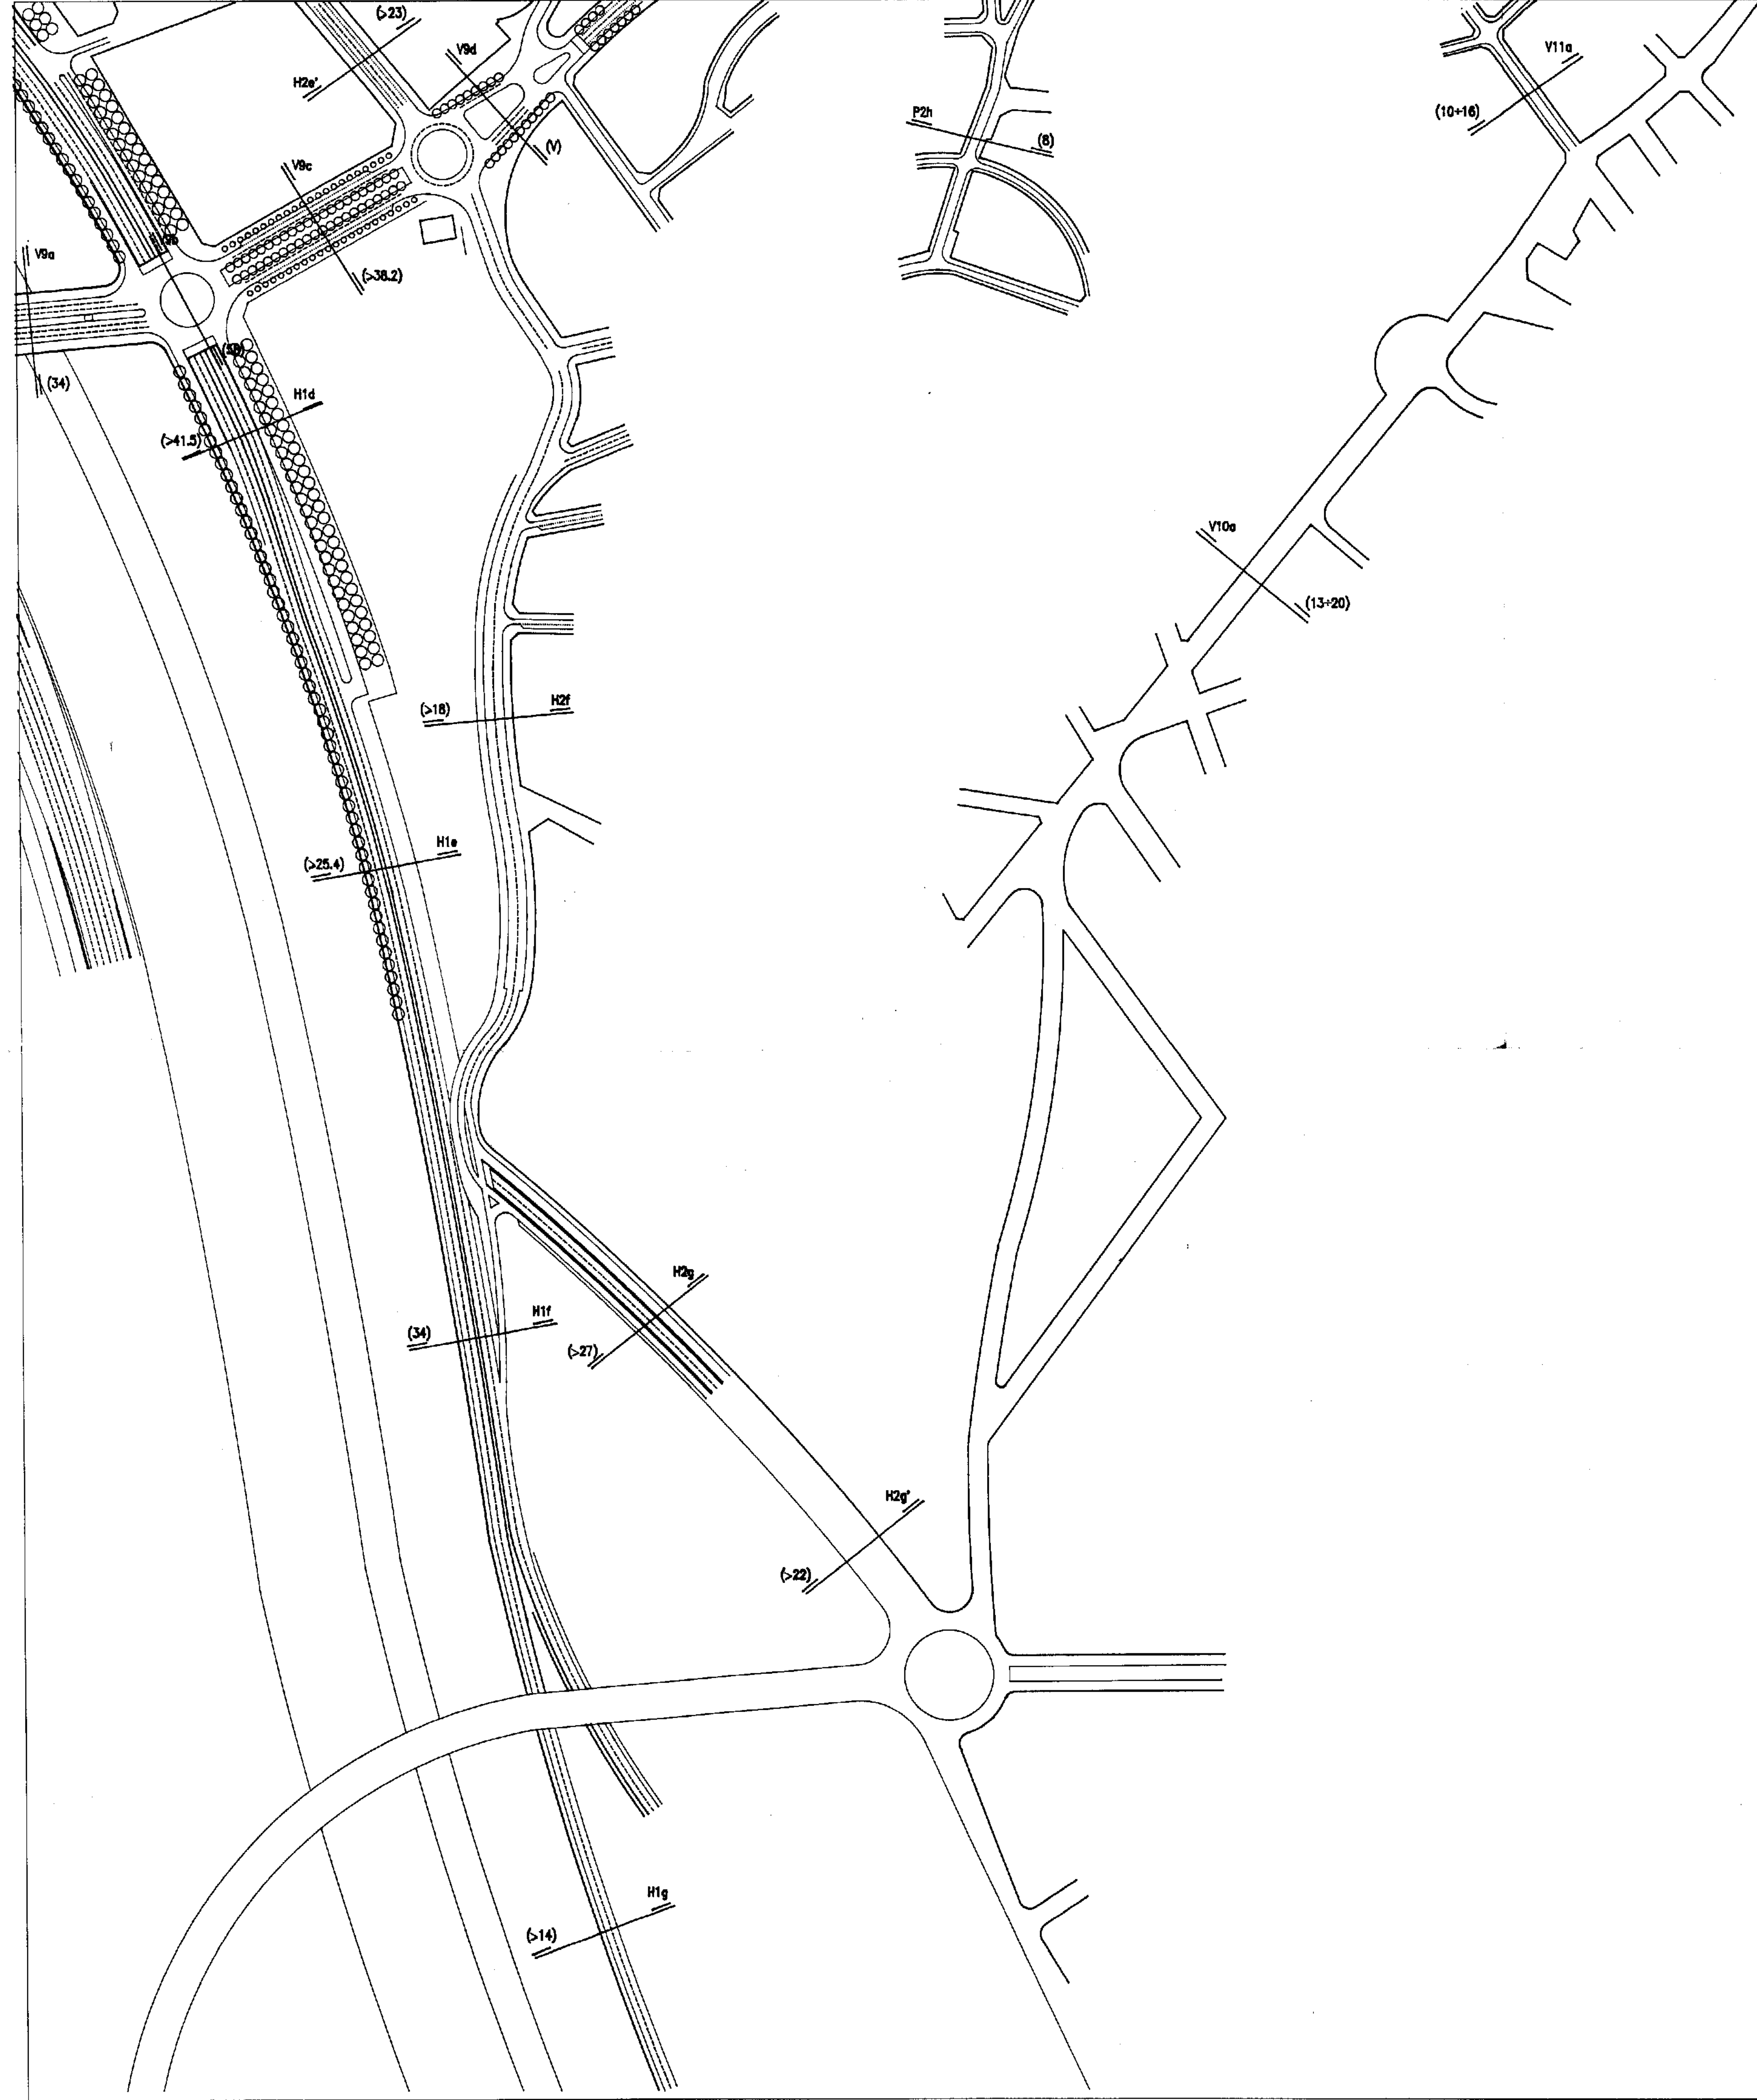 (>23)
V9d
V11a
H2e'
P2h
(10÷16)
(8)
(V)
V9c
V9a
(>38.2)
(34)
H1d
(>41.5)
V10a
(13÷20)
H2f
(>18)
H1e
(>25.4)
H2g
H1f
(34)
(>27)
H2g'
(>22)
H1g
(>14)